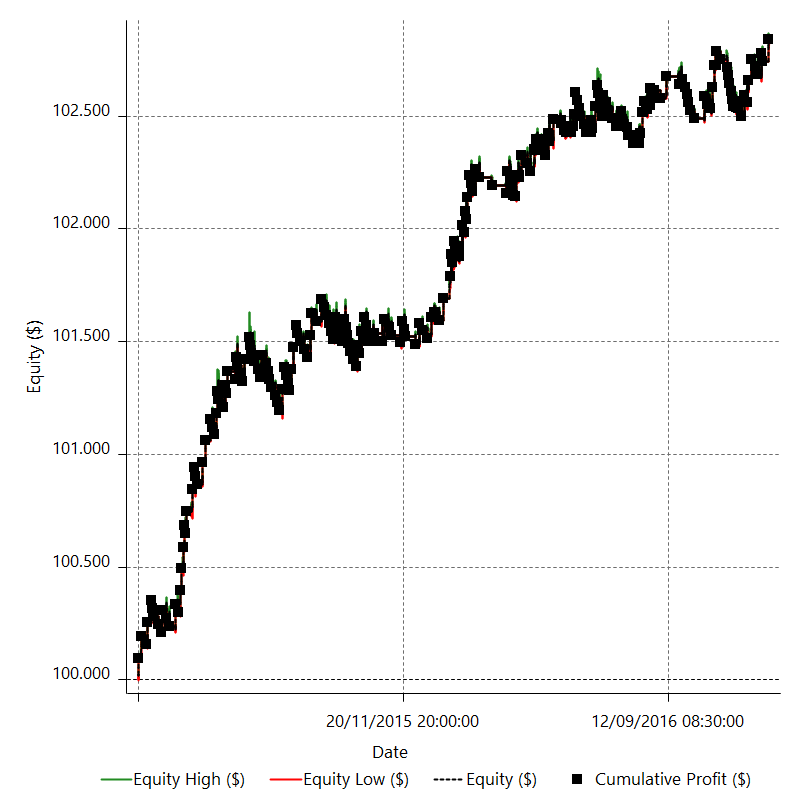 102.500
102.000
101.500
101.000
100.500
100.000
Equity ($)
20/11/2015 20:00:00 12/09/2016 08:30:00
Date
Equity High ($) Equity Low ($) Equity ($) Cumulative Profit ($)